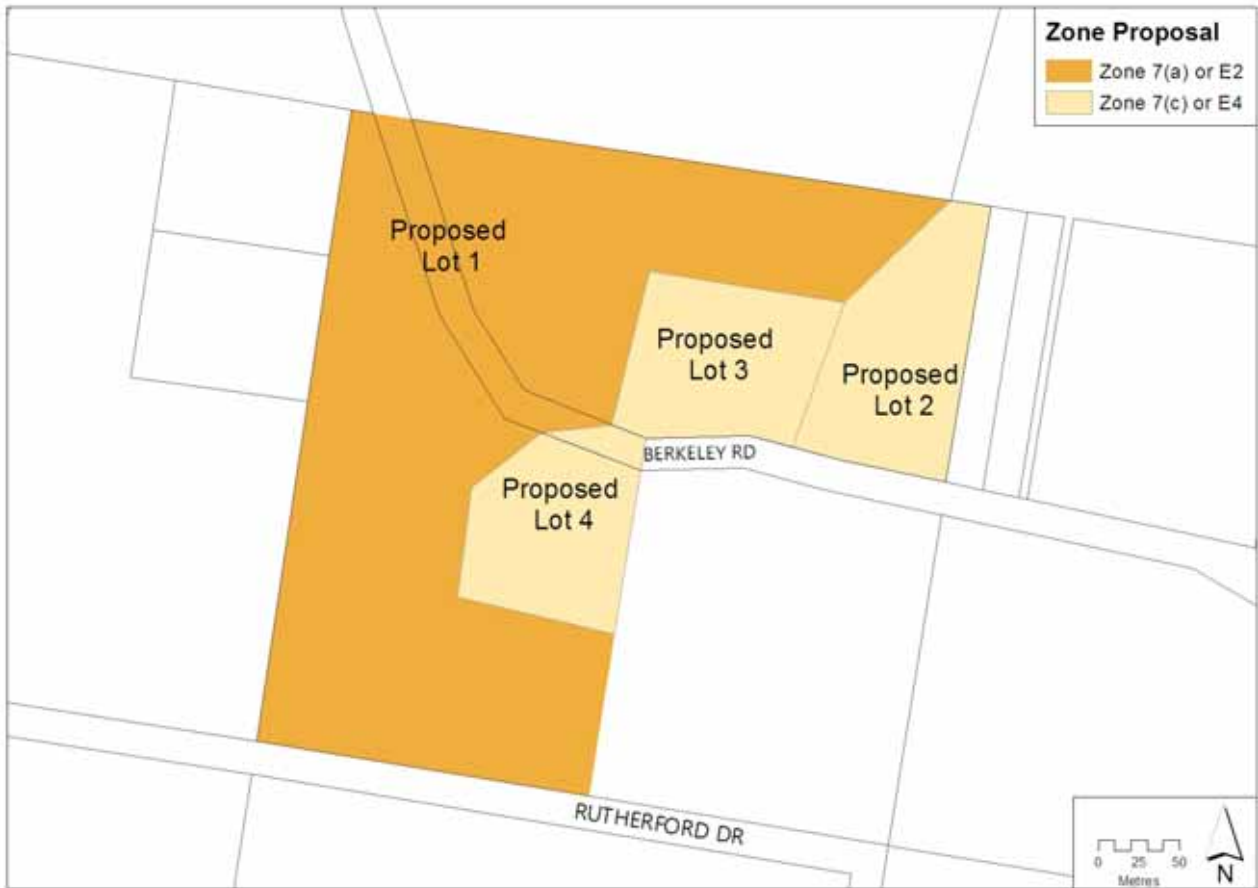 Zone Proposal
Zone 7(a) or E2
Zone 7(c) or E4
Proposed
Lot 1
Proposed
Lot 3
Proposed
Lot 2
BERKELEY RD
Proposed
Lot 4
RUTHERFORD DR
0 25 50
Metres
N